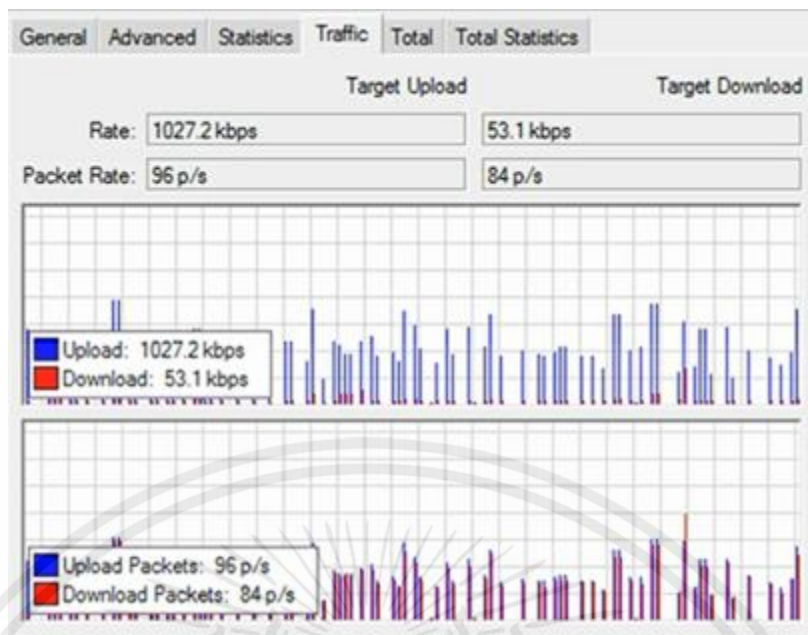 General Advanced Statistics Traffic Total Total Statistics
Target Upload Target Download
Rate: 1027.2 kbps 53.1 kbps
Packet Rate: 96 p/s 84 p/s
Upload: 1027.2 kbps
Download: 53.1 kbps
Upload Packets: 96 p/s
Download Packets: 84 p/s